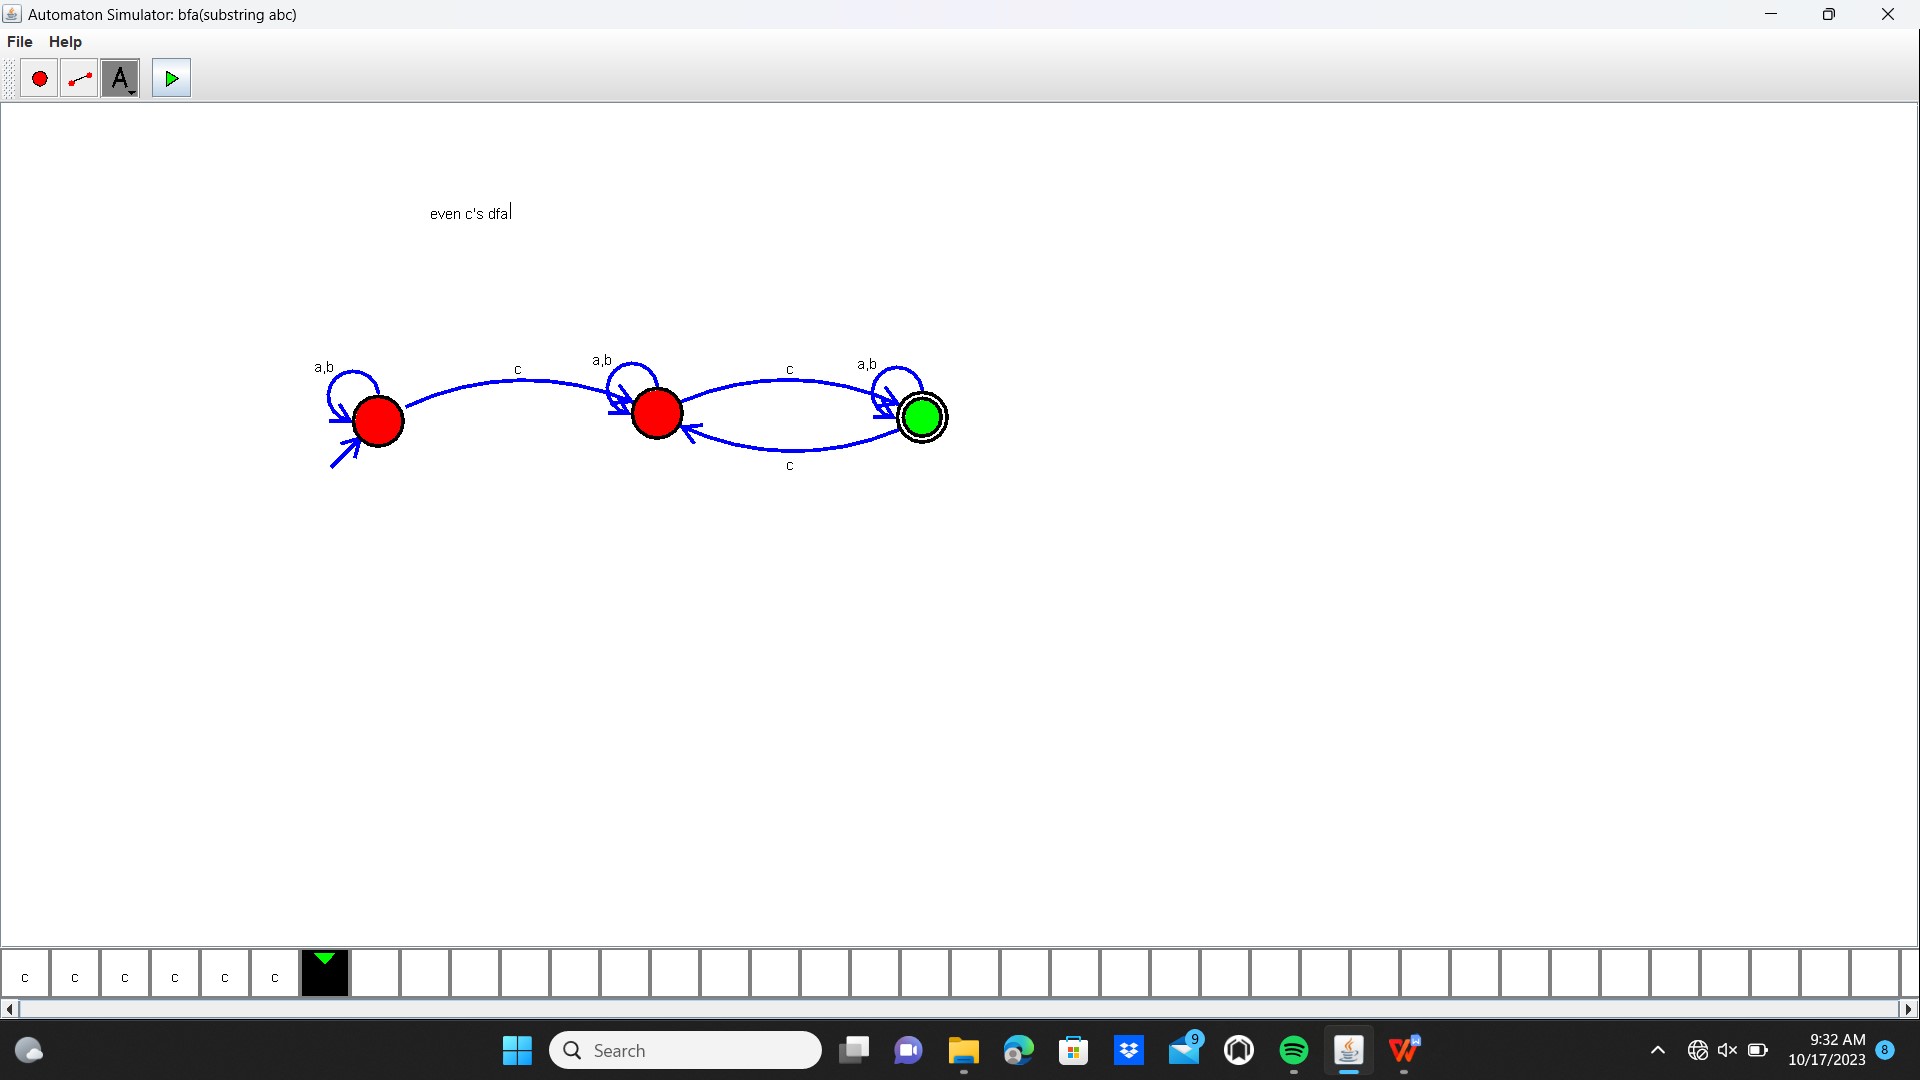 Automaton Simulator: bfa(substring abc)
File Help
A
even c's dfa
a,b
c
a,b
c
a,b
c
c c c c c c
Search
9
9:32 AM
10/17/2023
8